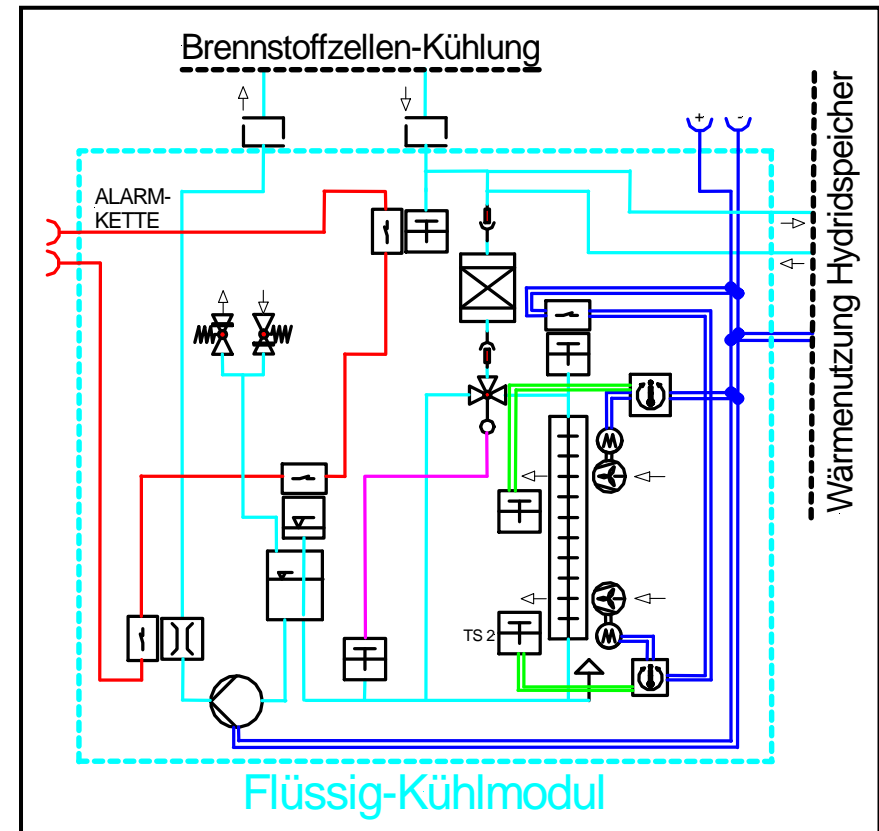 Brennstoffzellen-Kühlung
ALARM-
KETTE
Wärmenutzung Hydridspeicher
+
-
T
T
T
T
TS 2
T
M
M
Flüssig-Kühlmodul